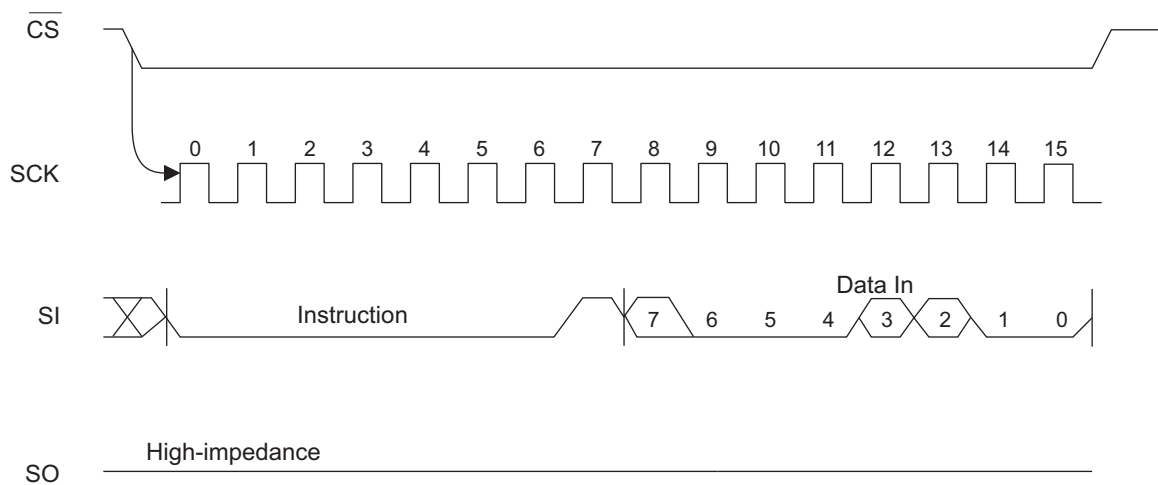 CS
0 1 2 3 4 5 6 7 8 9 10 11 12 13 14 15
SCK
Data In
SI
Instruction
7 6 5 4 3 2 1 0
High-impedance
SO